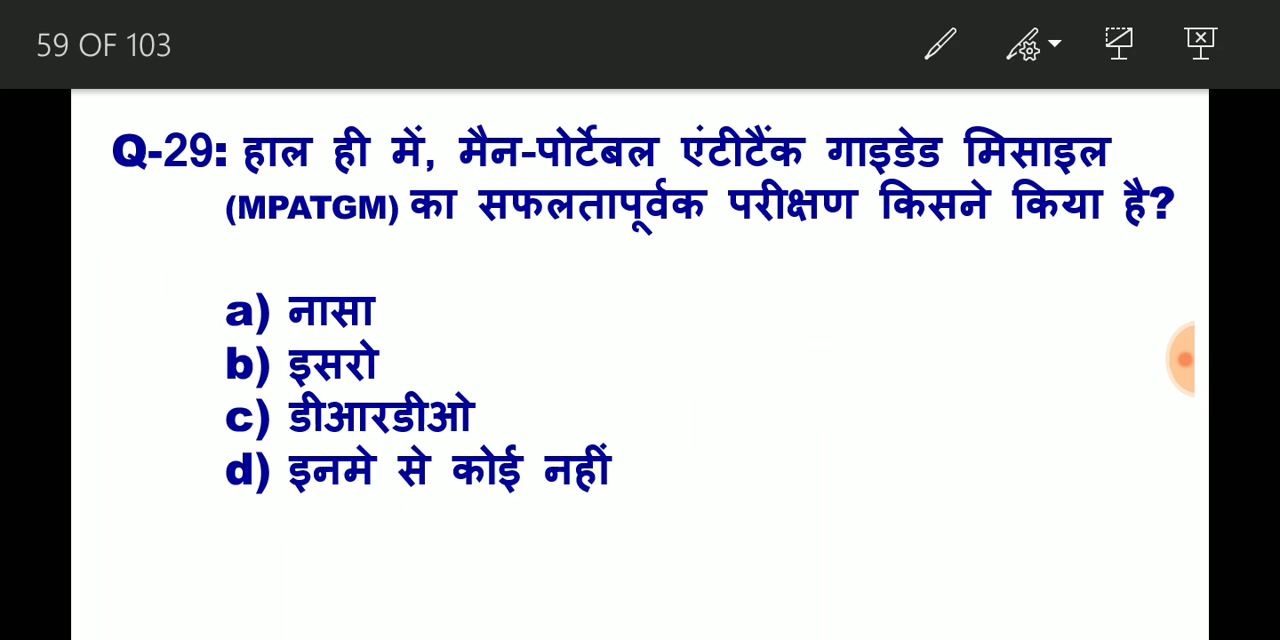 59 OF 103
Q-29: हाल ही में, मैन-पोर्टेबल एंटीटैंक गाइडेड मिसाइल
(MPATGM) का सफलतापूर्वक परीक्षण किसने किया है?
a) नासा
b) इसरो
c) डीआरडीओ
d) इनमे से कोई नहीं